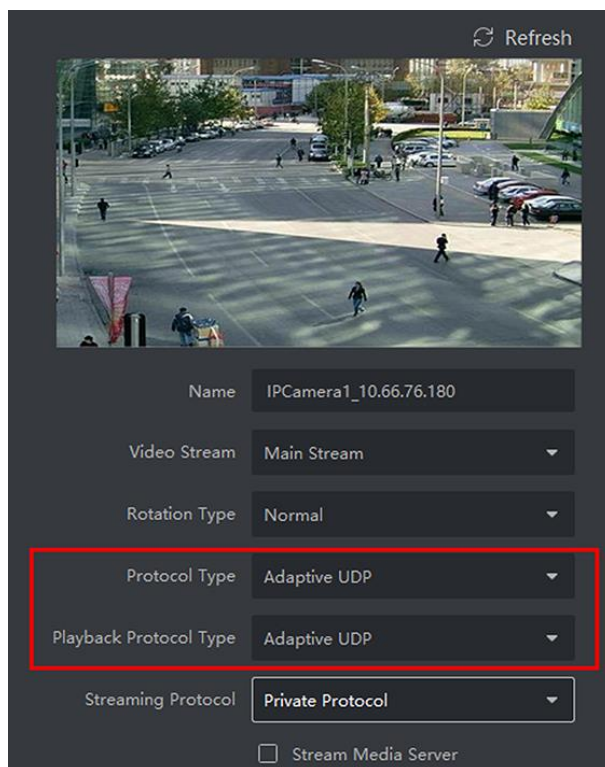 Refresh
Name IPCamera1_10.66.76.180
Video Stream Main Stream
Rotation Type Normal
Protocol Type Adaptive UDP
Playback Protocol Type Adaptive UDP
Streaming Protocol Private Protocol
Stream Media Server